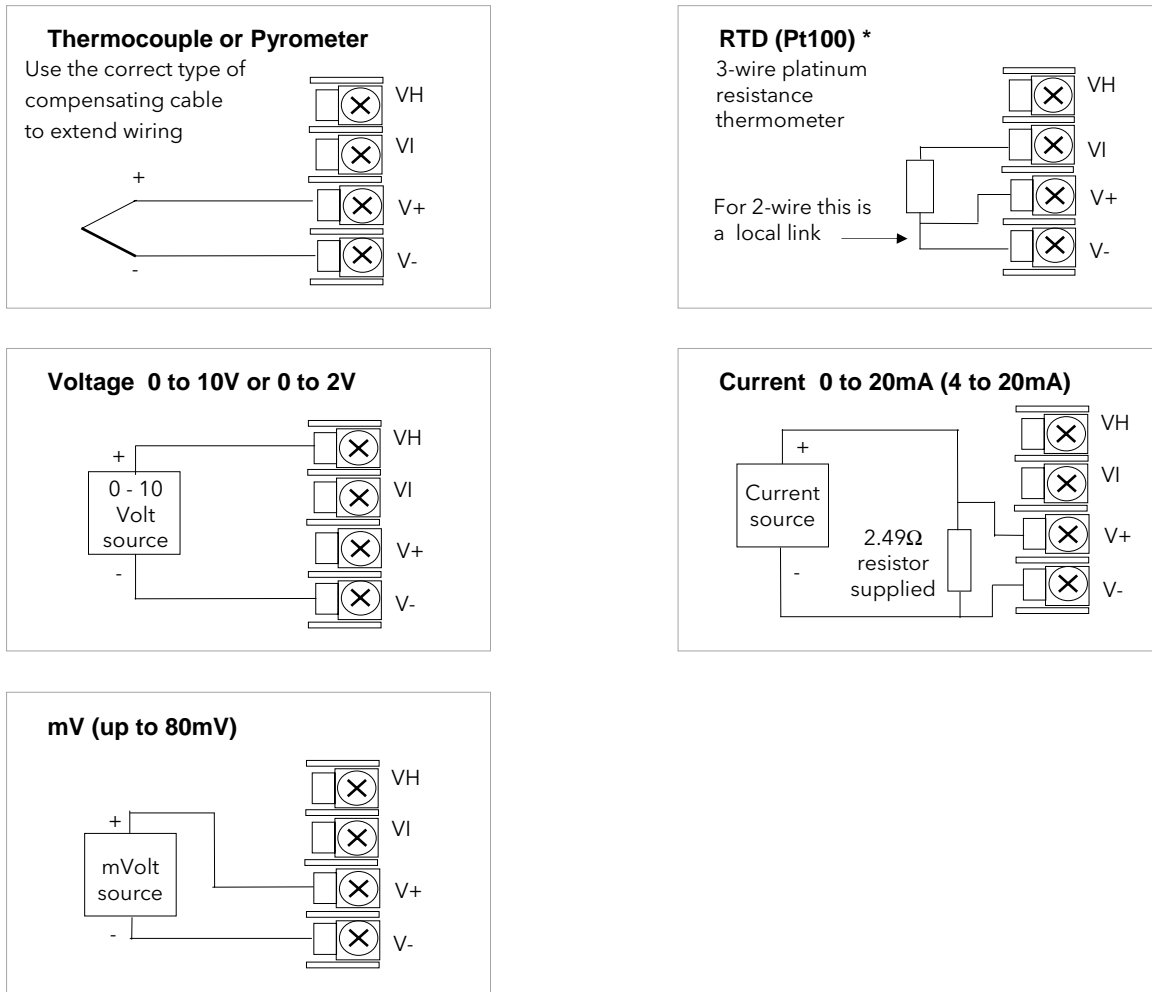 Thermocouple or Pyrometer
Use the correct type of
compensating cable
to extend wiring
+
-
VH
VI
V+
V-
RTD (Pt100) *
3-wire platinum
resistance
thermometer
For 2-wire this is
a local link
VH
VI
V+
V-
Voltage 0 to 10V or 0 to 2V
+
0 - 10
Volt
source
-
VH
VI
V+
V-
Current 0 to 20mA (4 to 20mA)
+
Current
source
-
2.49Ω
resistor
supplied
VH
VI
V+
V-
mV (up to 80mV)
+
mVolt
source
-
VH
VI
V+
V-